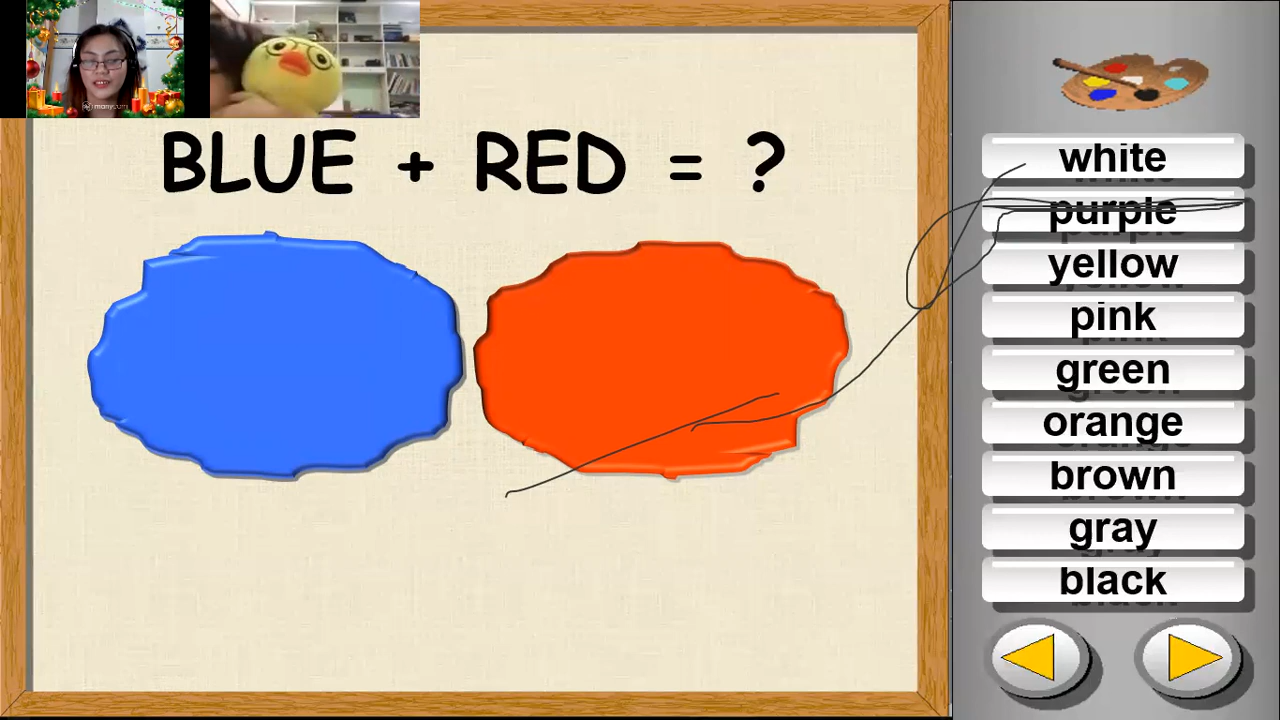 BLUE + RED = ?
white
purple
yellow
pink
green
orange
brown
gray
black